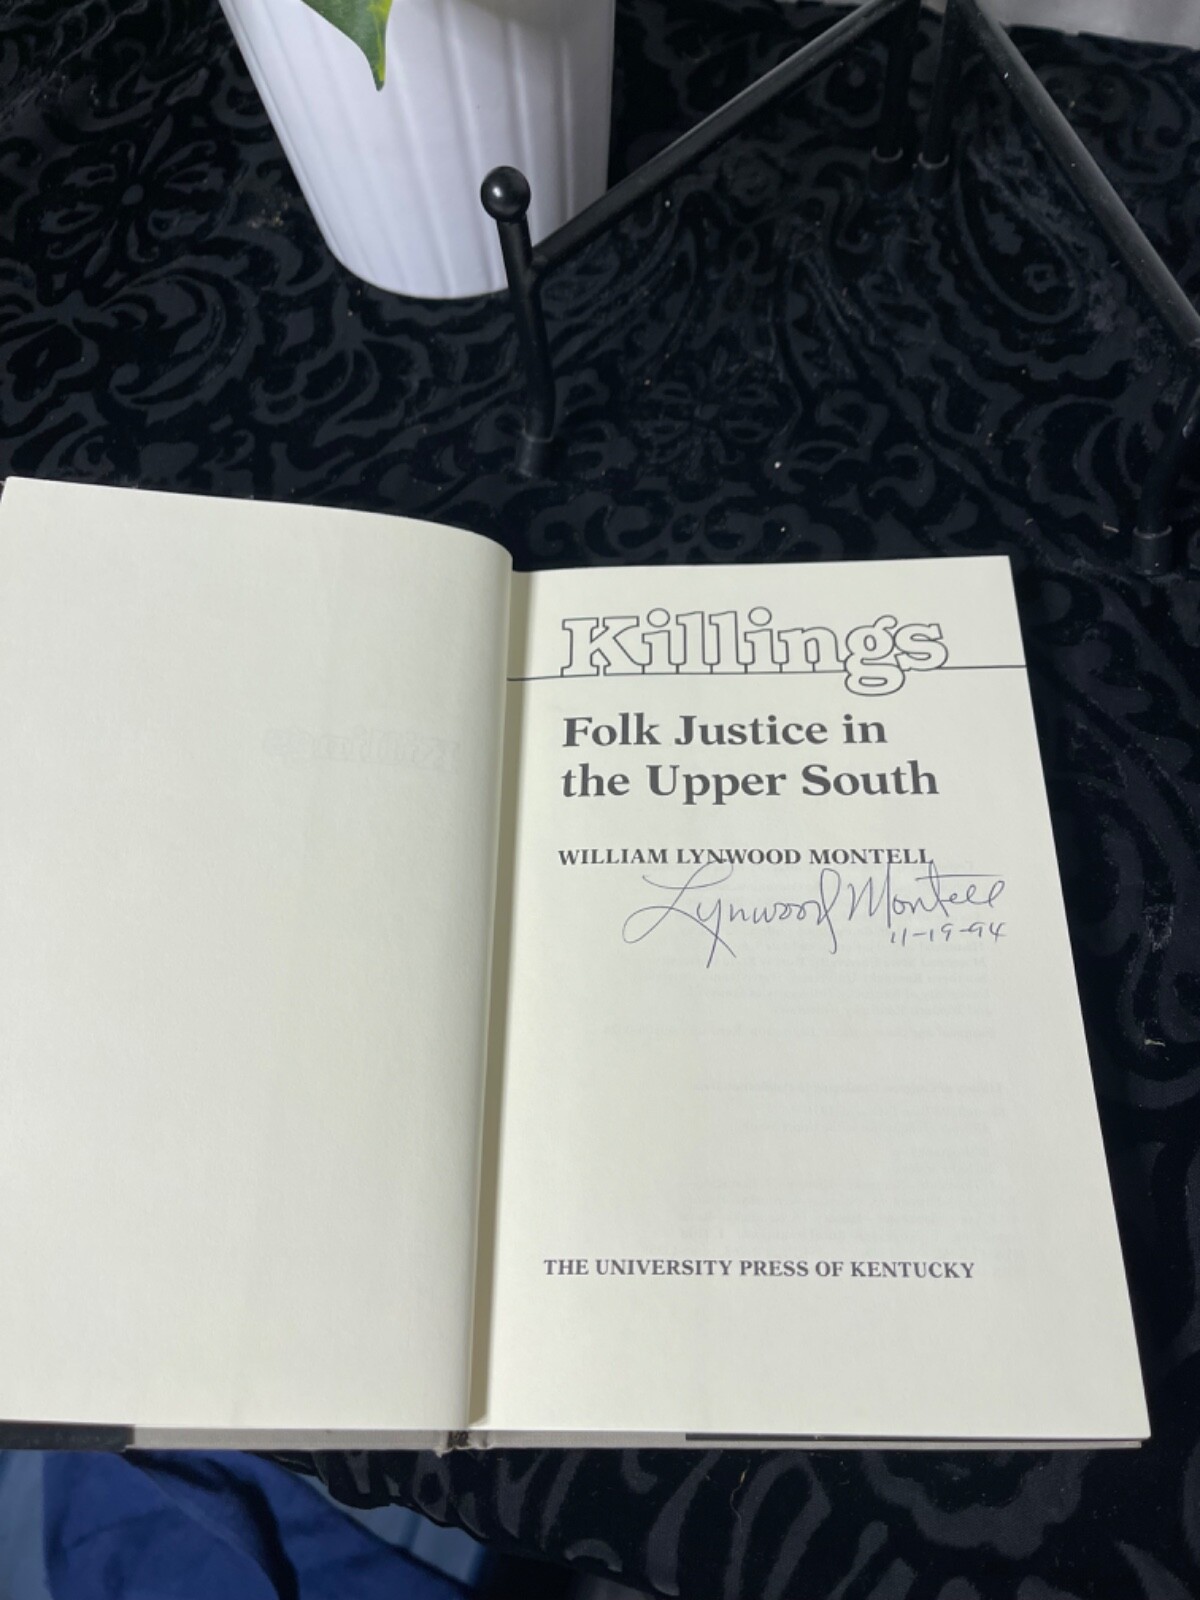 Killings
Folk Justice in
the Upper South
WILLIAM LYNWOOD MONTELL
Lynwood Montell
11-19-94
THE UNIVERSITY PRESS OF KENTUCKY